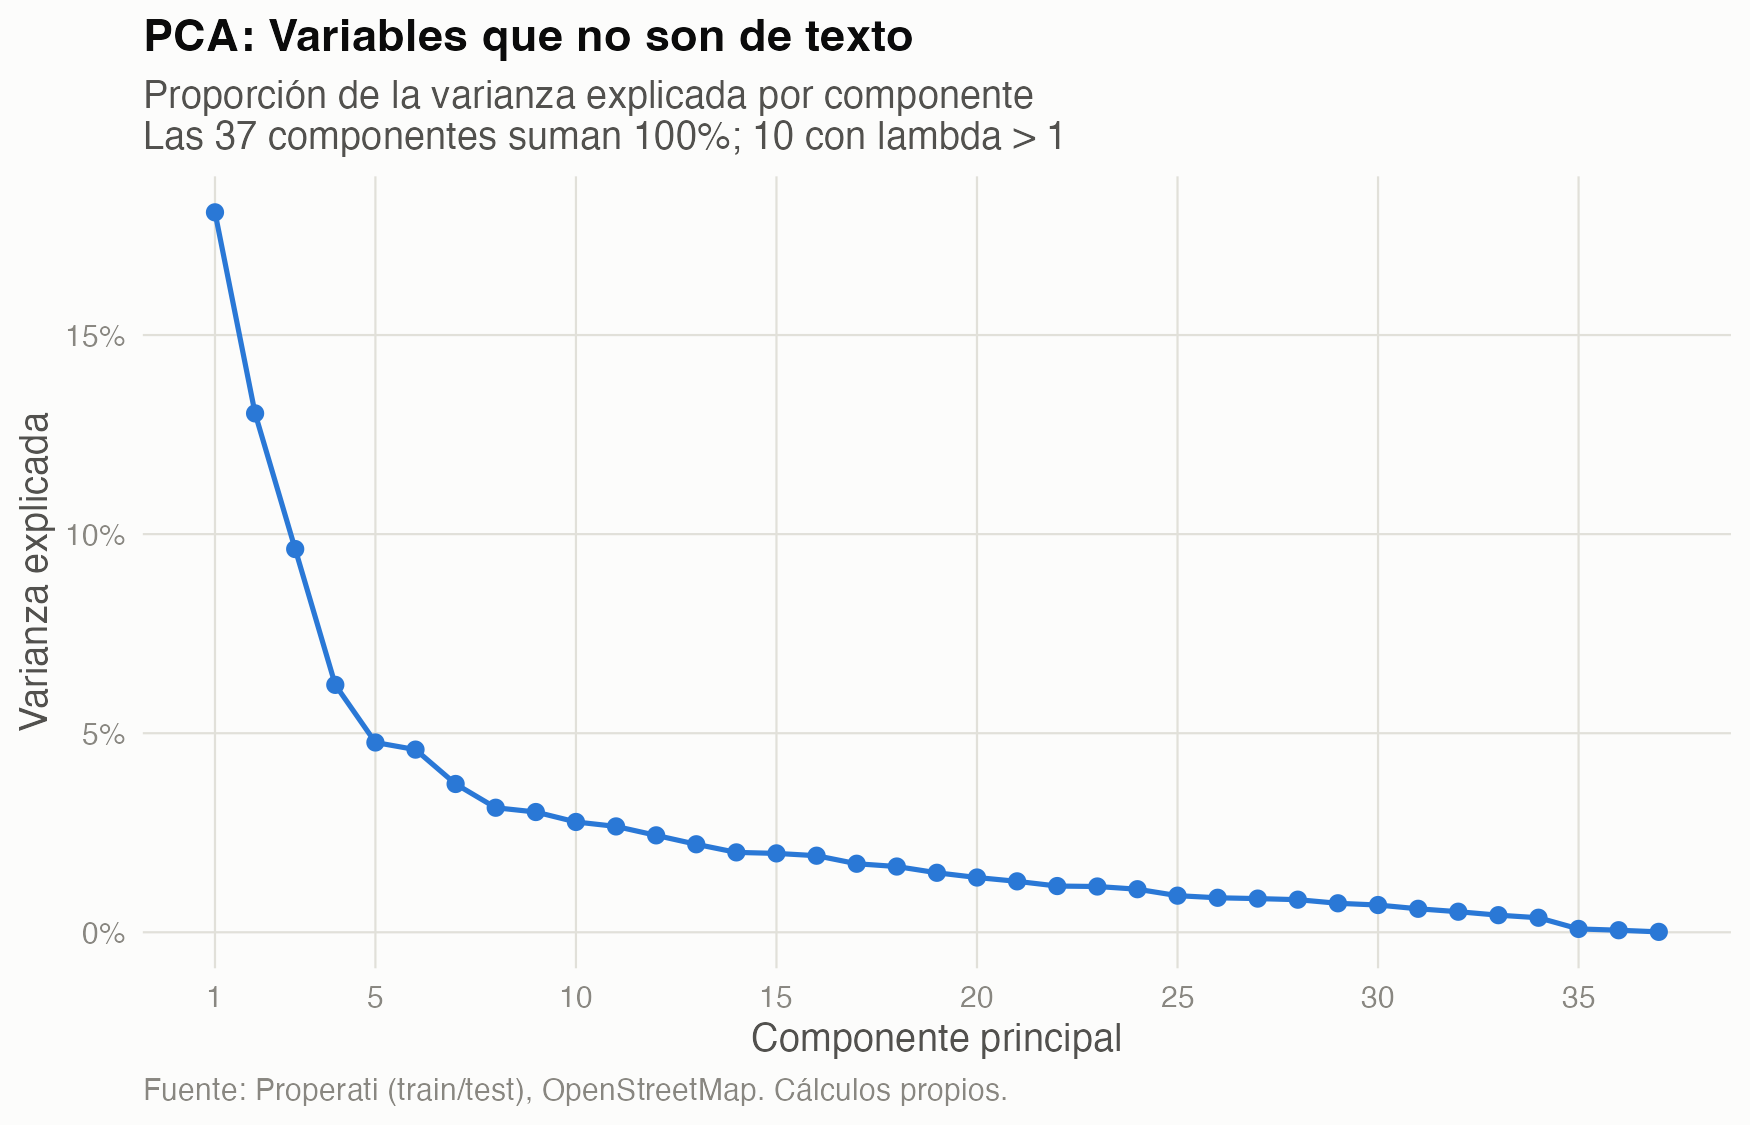 PCA: Variables que no son de texto
Proporción de la varianza explicada por componente
Las 37 componentes suman 100%; 10 con lambda > 1
Varianza explicada
15%
10%
5%
0%
1 5 10 15 20 25 30 35
Componente principal
Fuente: Properati (train/test), OpenStreetMap. Cálculos propios.